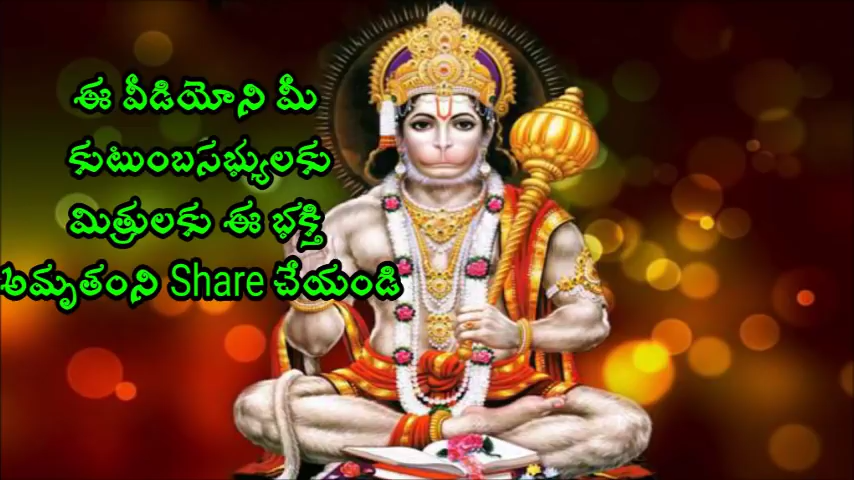 ఈ వీడియోని మీ
కుటుంబసభ్యులకు
మిత్రులకు ఈ భక్తి
అమృతంని Share చేయండి